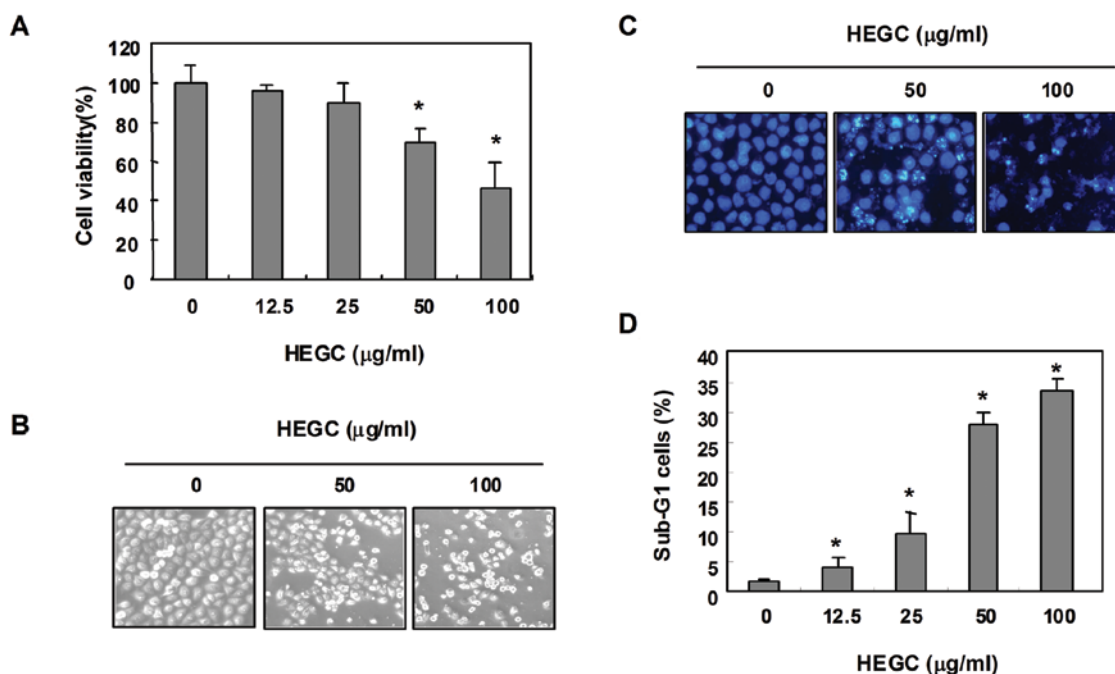 A
120
100
80
60
40
20
0
Cell viability(%)
*
*
0 12.5 25 50 100
HEGC (μg/ml)
B
HEGC (μg/ml)
0 50 100
C
HEGC (μg/ml)
0 50 100
D
40
35
30
25
20
15
10
5
0
Sub-G1 cells (%)
*
*
*
*
0 12.5 25 50 100
HEGC (μg/ml)